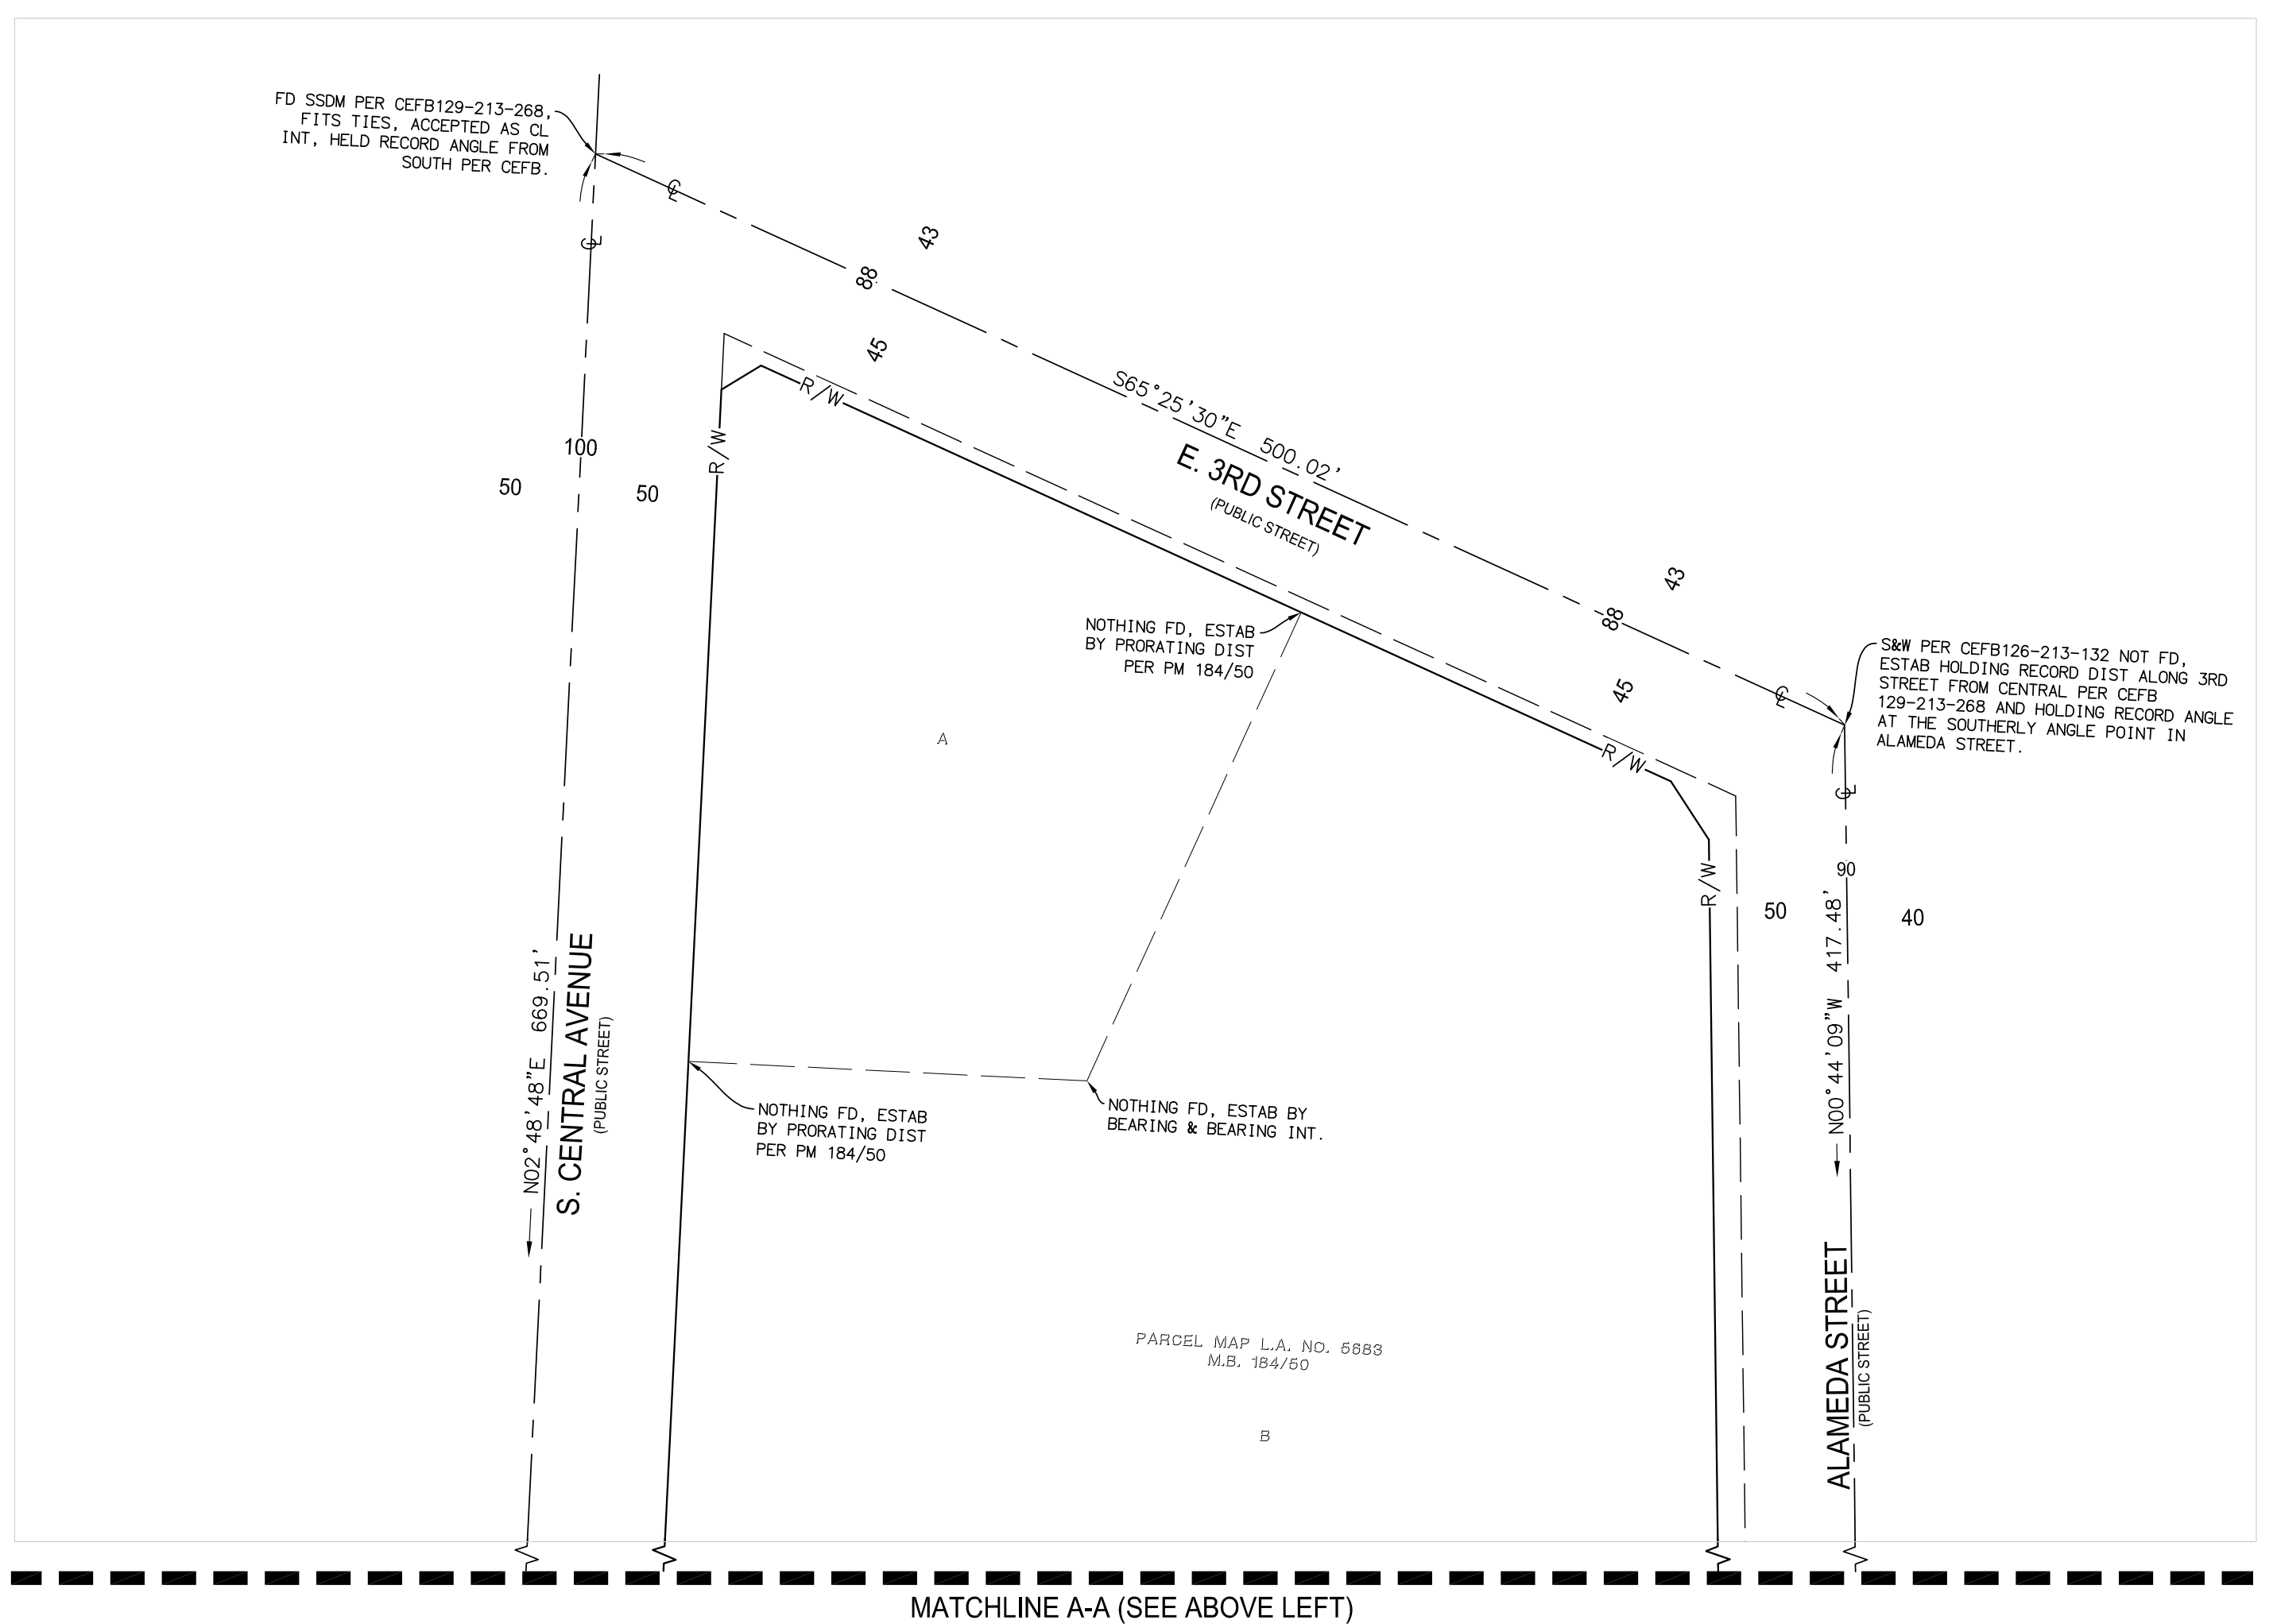 FD SSDM PER CEFB129-213-268,
FITS TIES, ACCEPTED AS CL
INT, HELD RECORD ANGLE FROM
SOUTH PER CEFB.
℄
℄
43
88
45
S65°25'30"E 500.02'
E. 3RD STREET
(PUBLIC STREET)
R/W
R/W
100
50
50
43
88
45
NOTHING FD, ESTAB
BY PRORATING DIST
PER PM 184/50
S&W PER CEFB126-213-132 NOT FD,
ESTAB HOLDING RECORD DIST ALONG 3RD
STREET FROM CENTRAL PER CEFB
129-213-268 AND HOLDING RECORD ANGLE
AT THE SOUTHERLY ANGLE POINT IN
ALAMEDA STREET.
℄
℄
R/W
R/W
A
90
50
40
N02°48'48"E 669.51'
S. CENTRAL AVENUE
(PUBLIC STREET)
N00°44'09"W 417.48'
ALAMEDA STREET
(PUBLIC STREET)
NOTHING FD, ESTAB
BY PRORATING DIST
PER PM 184/50
NOTHING FD, ESTAB BY
BEARING & BEARING INT.
PARCEL MAP L.A. NO. 5683
M.B. 184/50
B
MATCHLINE A-A (SEE ABOVE LEFT)